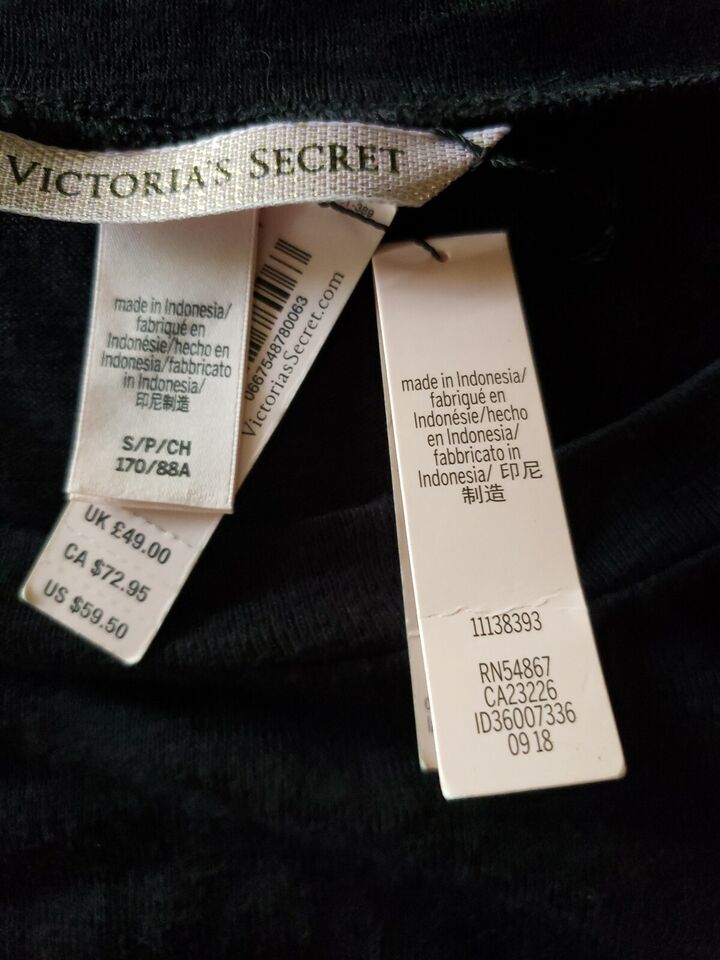 VICTORIA'S SECRET
made in Indonesia/
fabriqué en
Indonésie/hecho en
Indonesia/fabbricato
in Indonesia/
印尼制造
S/P/CH
170/88A
0667548780063
VictoriasSecret.com
UK £49.00
CA $72.95
US $59.50
made in Indonesia/
fabriqué en
Indonésie/hecho
en Indonesia/
fabbricato in
Indonesia/ 印尼
制造
11138393
RN54867
CA23226
ID36007336
09 18